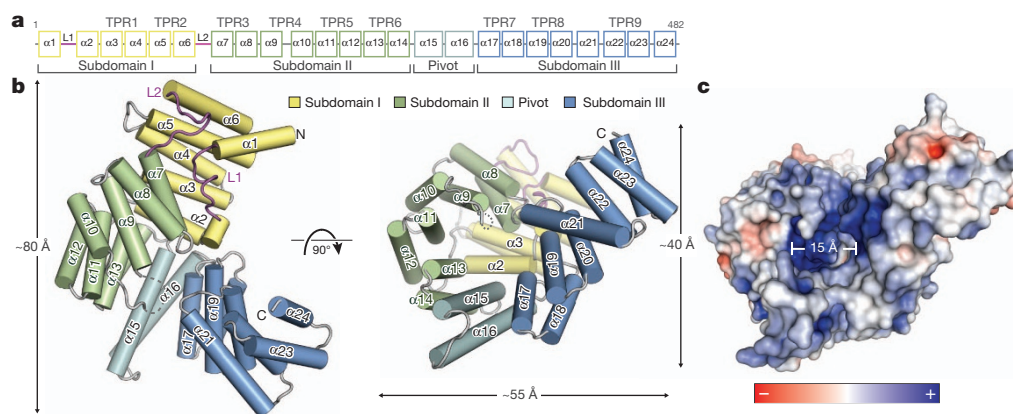 a
1 TPR1 TPR2 TPR3 TPR4 TPR5 TPR6 TPR7 TPR8 TPR9 482
α1 L1 α2 α3 α4 α5 α6 L2 α7 α8 α9 α10 α11 α12 α13 α14 α15 α16 α17 α18 α19 α20 α21 α22 α23 α24
Subdomain I Subdomain II Pivot Subdomain III
b
Subdomain I Subdomain II Pivot Subdomain III
~80 Å
L2
α6
α5
N
α1
α4
α7
L1
α3
α8
α2
α9
α10
α12
α11
α13
α16
α15
α19
C
α24
α17
α21
α23
90°
C
α24
α23
α8
α10
α9
α22
α7
α11
α21
α3
α12
α20
α13
α2
α19
α14
α15
α17
α18
α16
~40 Å
~55 Å
c
15 Å
− +